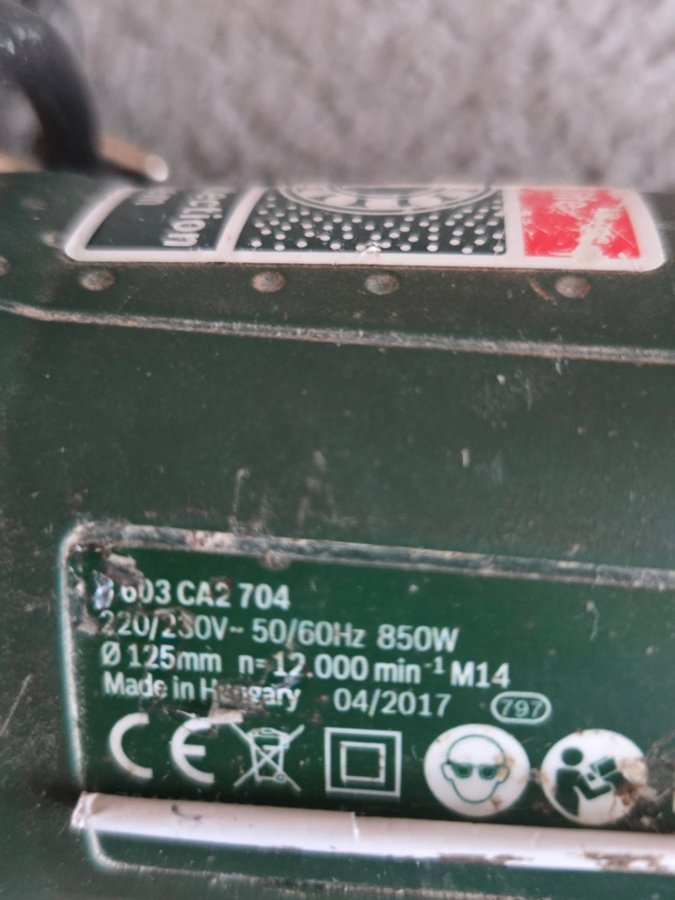 603 CA2 704
220/230V~ 50/60Hz 850W
Ø 125mm n= 12.000 min-1 M14
Made in Hungary 04/2017 797
CE